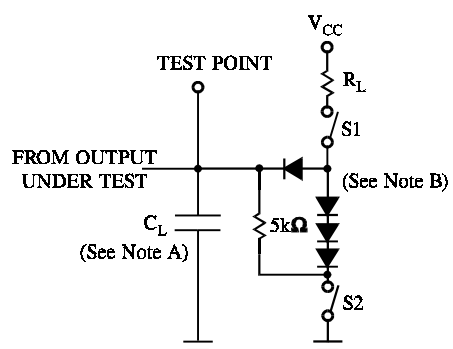 V_CC
TEST POINT
R_L
S1
FROM OUTPUT
UNDER TEST
(See Note B)
C_L
5kΩ
(See Note A)
S2